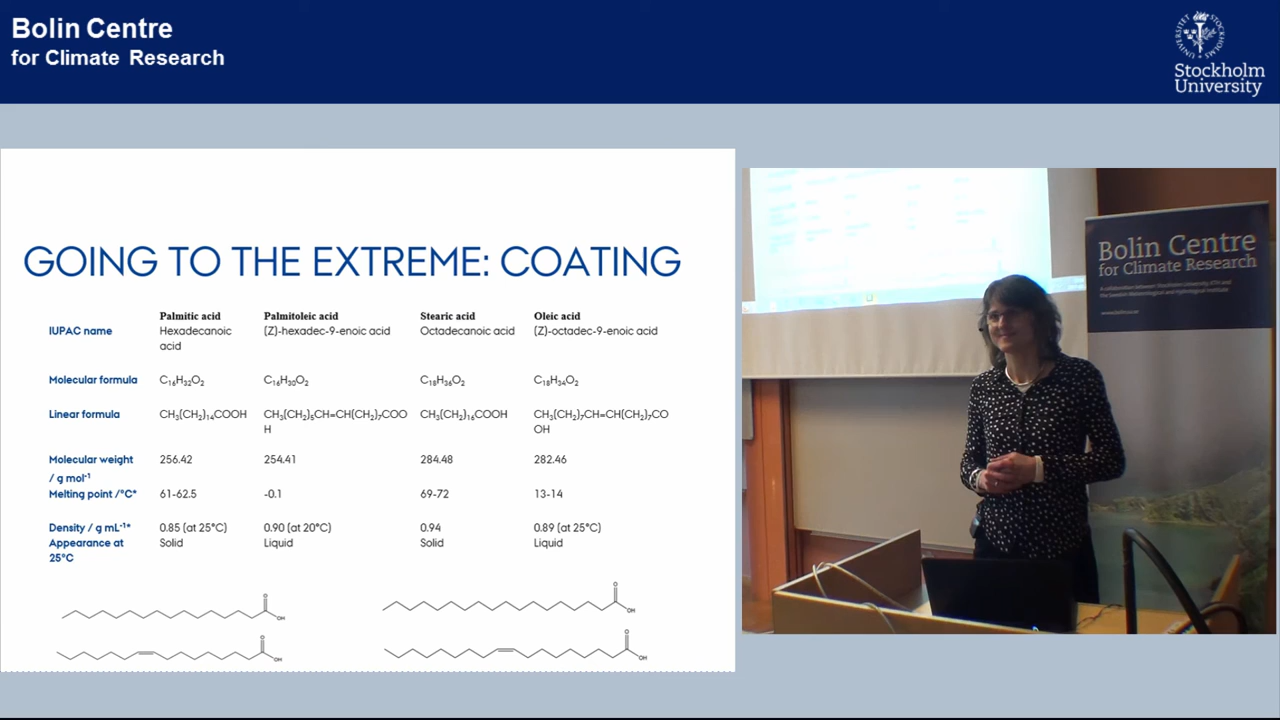 Bolin Centre
for Climate Research
Stockholm
University
GOING TO THE EXTREME: COATING
Palmitic acid Palmitoleic acid Stearic acid Oleic acid
IUPAC name Hexadecanoic acid (Z)-hexadec-9-enoic acid Octadecanoic acid (Z)-octadec-9-enoic acid
Molecular formula C₁₆H₃₂O₂ C₁₆H₃₀O₂ C₁₈H₃₆O₂ C₁₈H₃₄O₂
Linear formula CH₃(CH₂)₁₄COOH CH₃(CH₂)₅CH=CH(CH₂)₇COOH CH₃(CH₂)₁₆COOH CH₃(CH₂)₇CH=CH(CH₂)₇COOH
Molecular weight / g mol⁻¹ 256.42 254.41 284.48 282.46
Melting point /°C* 61-62.5 -0.1 69-72 13-14
Density / g mL⁻¹* 0.85 (at 25°C) 0.90 (at 20°C) 0.94 0.89 (at 25°C)
Appearance at 25°C Solid Liquid Solid Liquid
O
OH
O
OH
O
OH
O
OH
Bolin Centre
for Climate Research